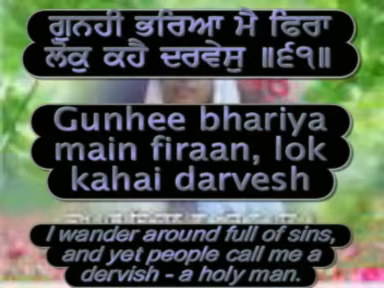 ਗੁਨਹੀ ਭਰਿਆ ਮੈ ਫਿਰਾ
ਲੋਕੁ ਕਹੈ ਦਰਵੇਸੁ ॥੬੧॥
Gunhee bhariya
main firaan, lok
kahai darvesh
I wander around full of sins,
and yet people call me a
dervish - a holy man.